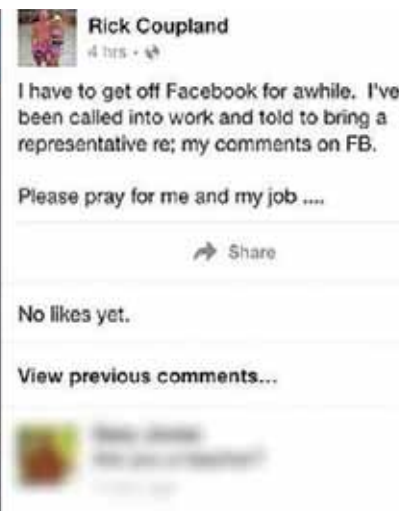 Rick Coupland
4 hrs
I have to get off Facebook for awhile. I've
been called into work and told to bring a
representative re; my comments on FB.
Please pray for me and my job ....
Share
No likes yet.
View previous comments...